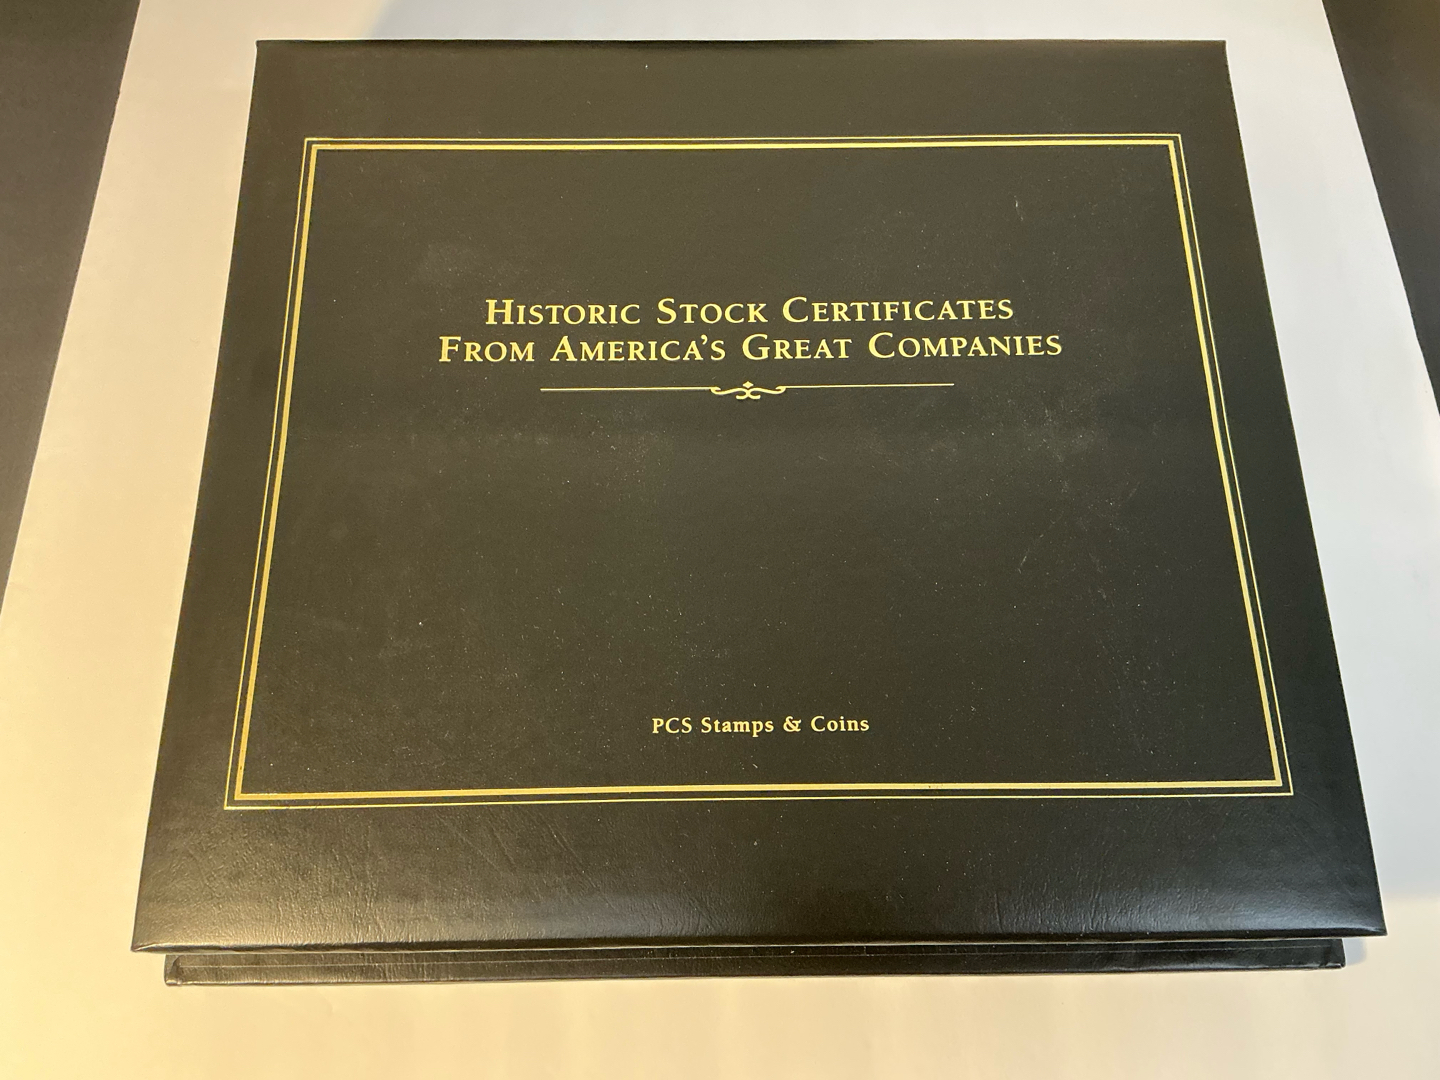 Historic Stock Certificates
From America's Great Companies
PCS Stamps & Coins